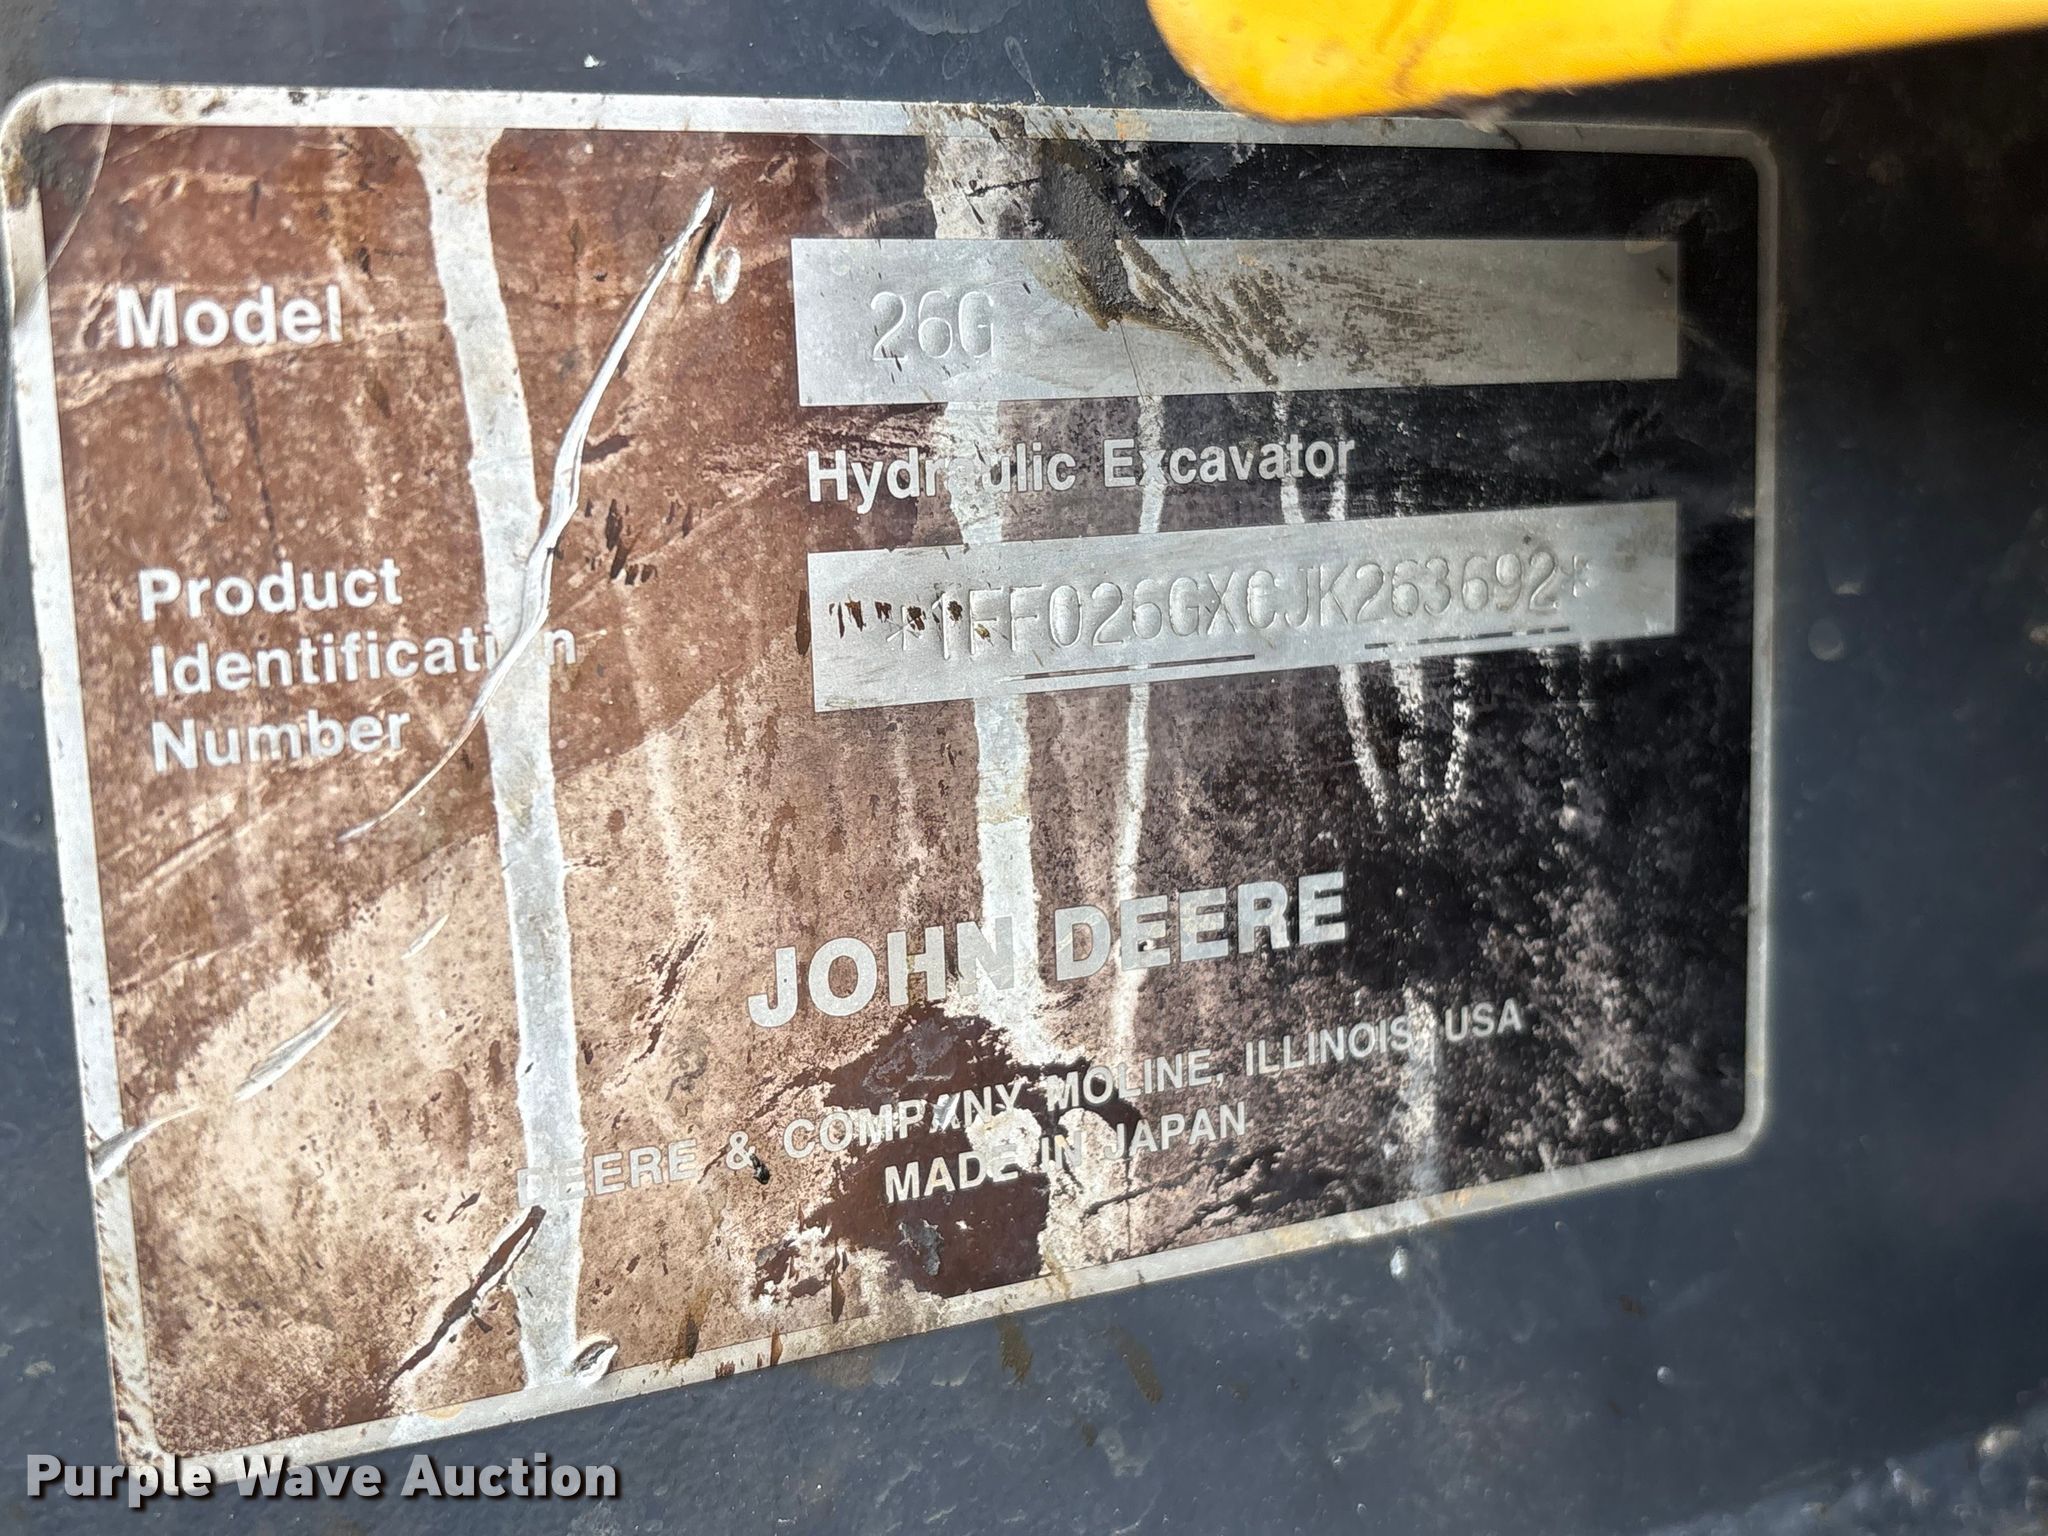 Model
26G
Hydraulic Excavator
Product
Identification
Number
*1FF026GXCJK263692*
JOHN DEERE
DEERE & COMPANY MOLINE, ILLINOIS, USA
MADE IN JAPAN
Purple Wave Auction